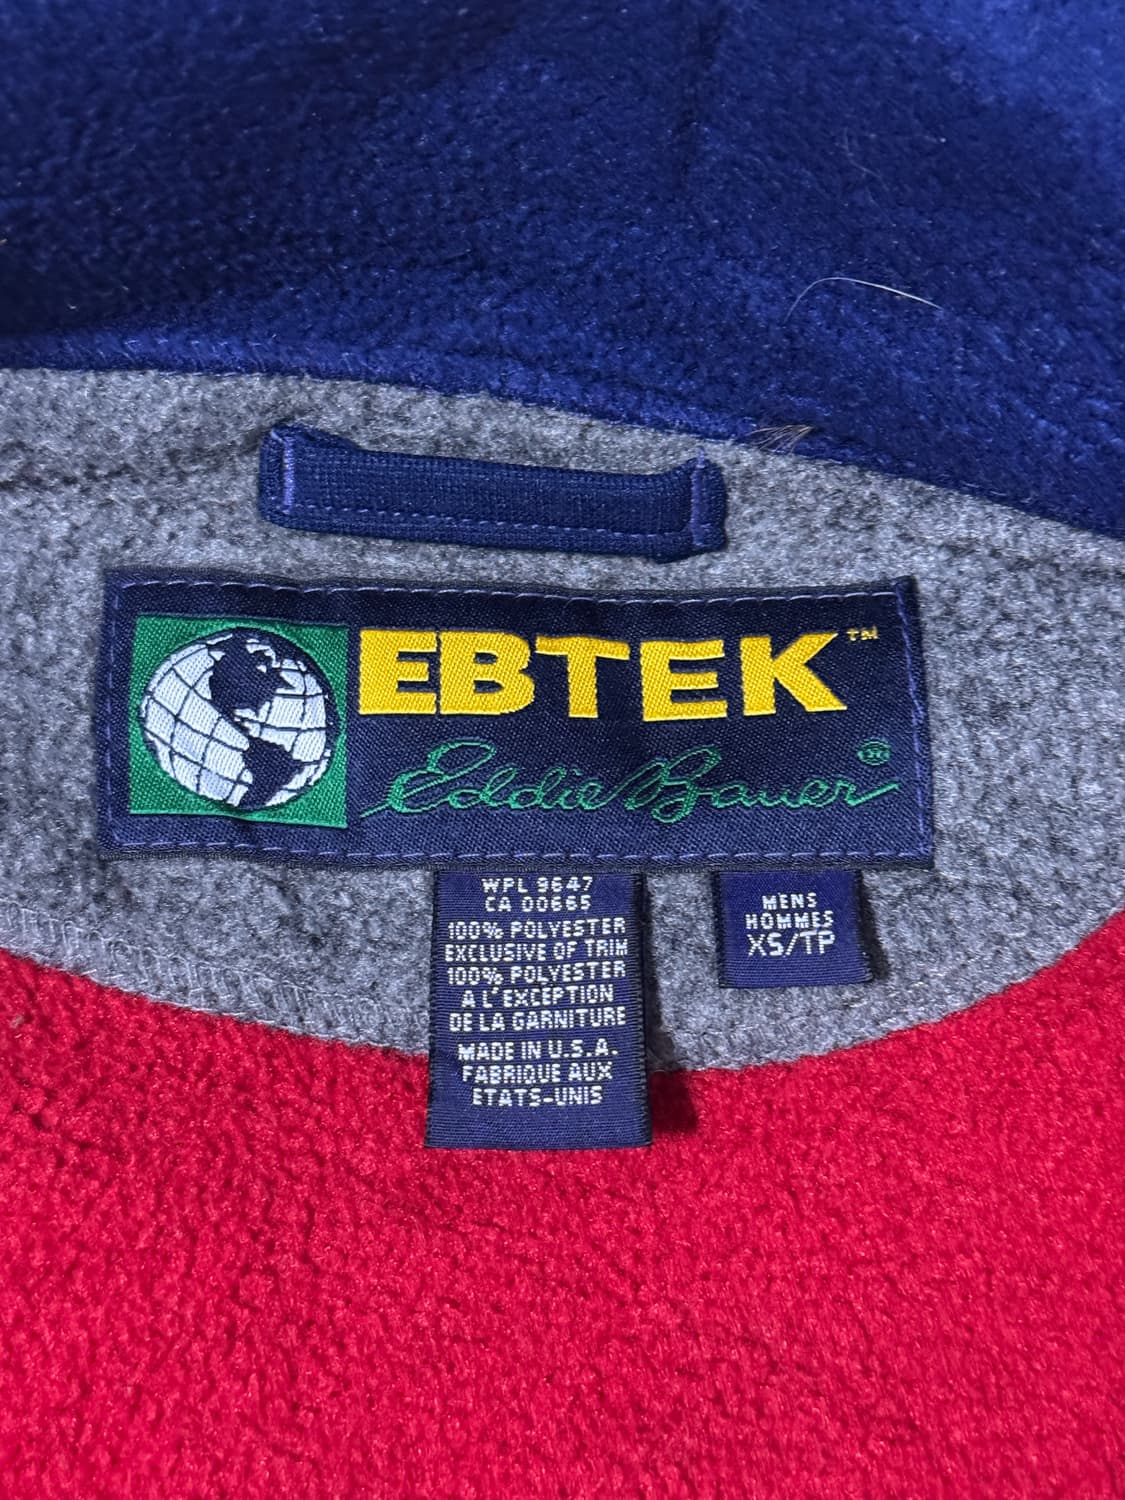 EBTEK™
Eddie Bauer®
WPL 9647
CA 00665
100% POLYESTER
EXCLUSIVE OF TRIM
100% POLYESTER
A L'EXCEPTION
DE LA GARNITURE
MADE IN U.S.A.
FABRIQUE AUX
ETATS-UNIS
MENS
HOMMES
XS/TP